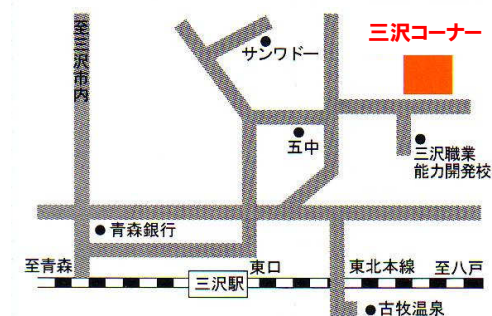 三沢コーナー
至三沢市内
サンワドー
五中
三沢職業
能力開発校
青森銀行
至青森
東口
東北本線
至八戸
三沢駅
古牧温泉